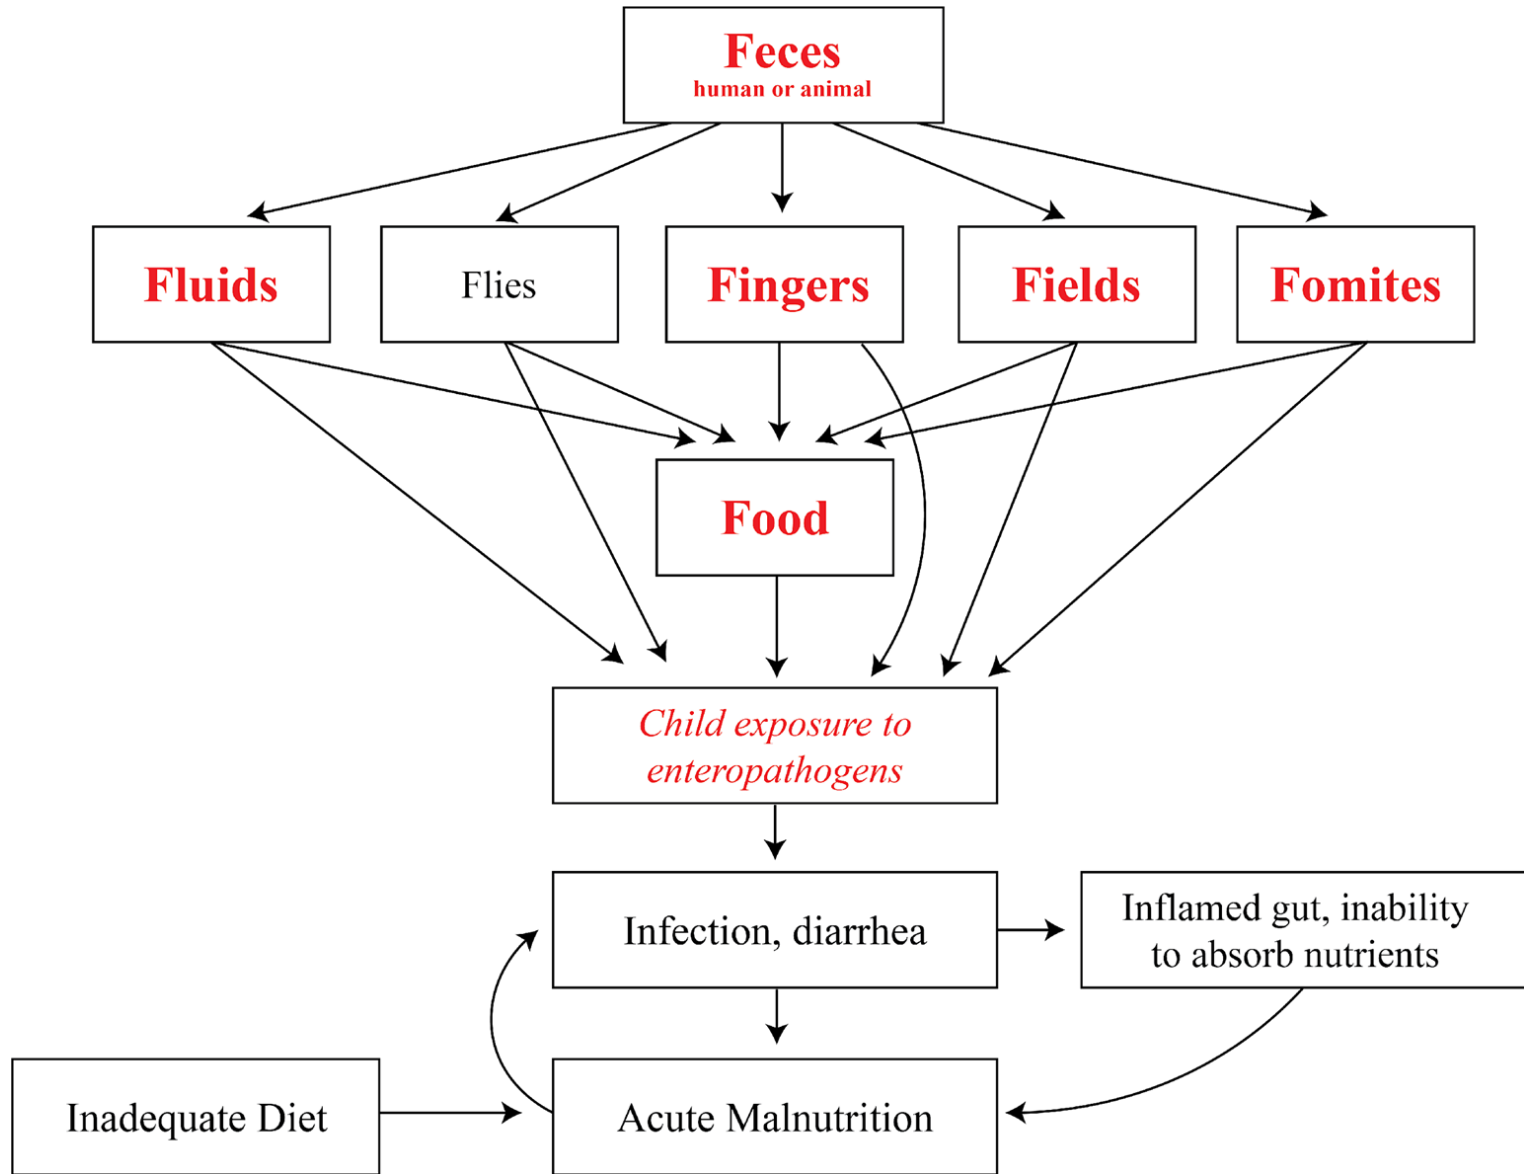 Feces
human or animal
Fluids
Flies
Fingers
Fields
Fomites
Food
Child exposure to
enteropathogens
Infection, diarrhea
Inflamed gut, inability
to absorb nutrients
Inadequate Diet
Acute Malnutrition